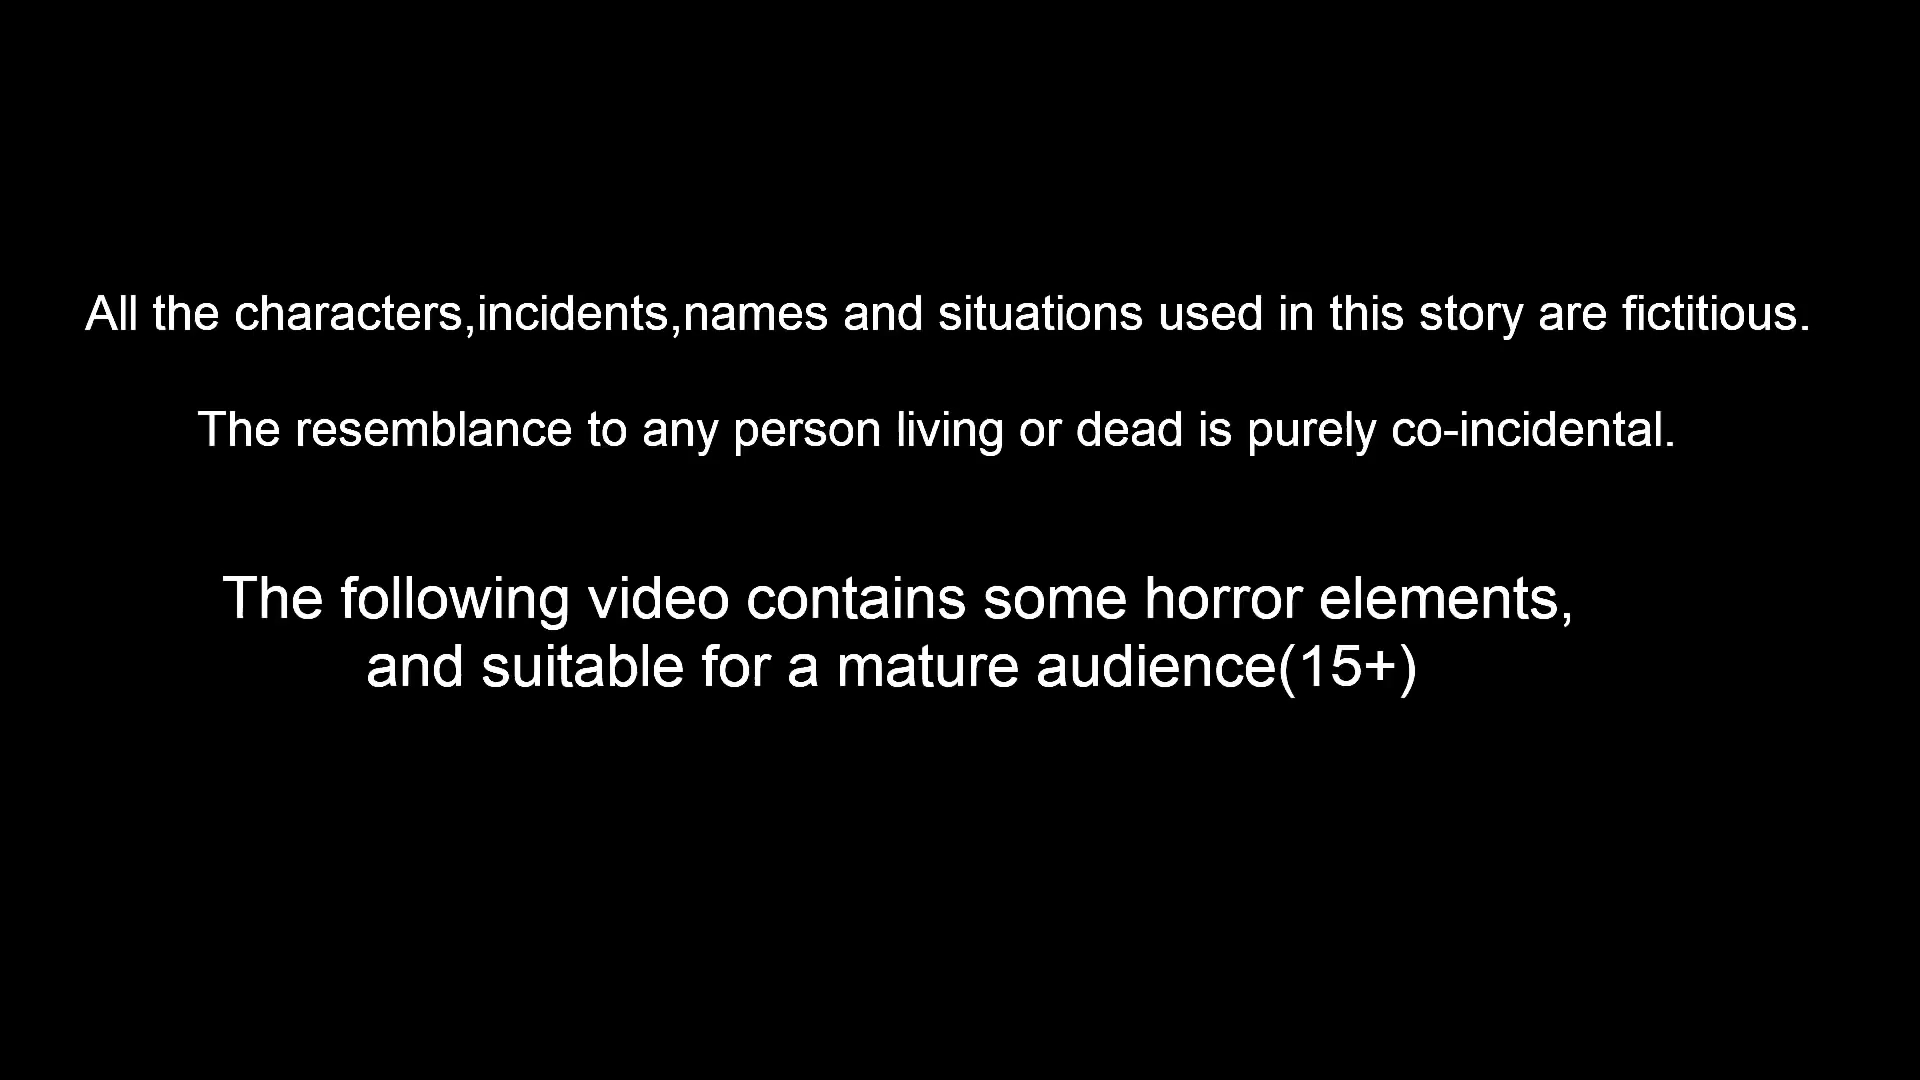 All the characters,incidents,names and situations used in this story are fictitious.
The resemblance to any person living or dead is purely co-incidental.
The following video contains some horror elements,
and suitable for a mature audience(15+)